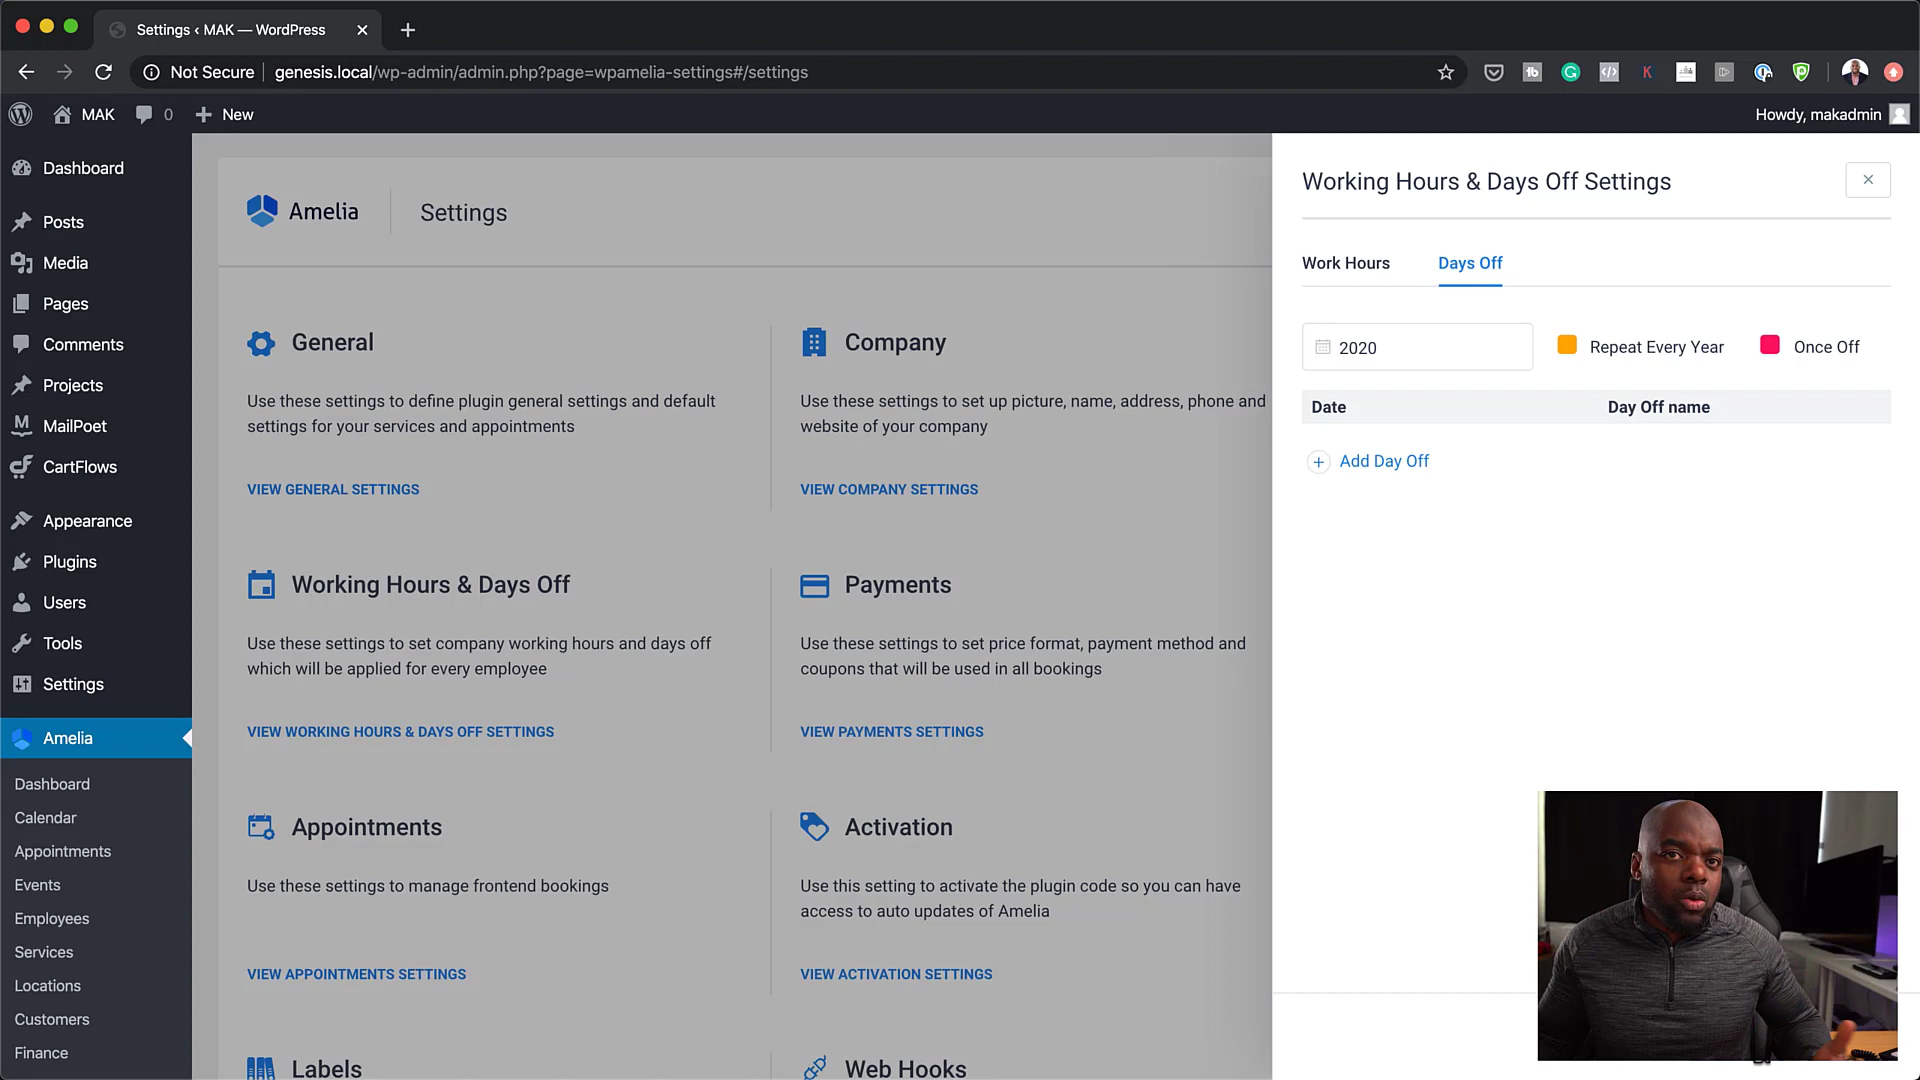 Settings ‹ MAK — WordPress
Not Secure
genesis.local/wp-admin/admin.php?page=wpamelia-settings#/settings
MAK
0
New
Howdy, makadmin
Dashboard
Posts
Media
Pages
Comments
Projects
MailPoet
CartFlows
Appearance
Plugins
Users
Tools
Settings
Amelia
Dashboard
Calendar
Appointments
Events
Employees
Services
Locations
Customers
Finance
Amelia
Settings
General
Use these settings to define plugin general settings and default
settings for your services and appointments
VIEW GENERAL SETTINGS
Company
Use these settings to set up picture, name, address, phone and
website of your company
VIEW COMPANY SETTINGS
Working Hours & Days Off
Use these settings to set company working hours and days off
which will be applied for every employee
VIEW WORKING HOURS & DAYS OFF SETTINGS
Payments
Use these settings to set price format, payment method and
coupons that will be used in all bookings
VIEW PAYMENTS SETTINGS
Appointments
Use these settings to manage frontend bookings
VIEW APPOINTMENTS SETTINGS
Activation
Use this setting to activate the plugin code so you can have
access to auto updates of Amelia
VIEW ACTIVATION SETTINGS
Labels
Web Hooks
Working Hours & Days Off Settings
Work Hours
Days Off
2020
Repeat Every Year
Once Off
Date
Day Off name
Add Day Off